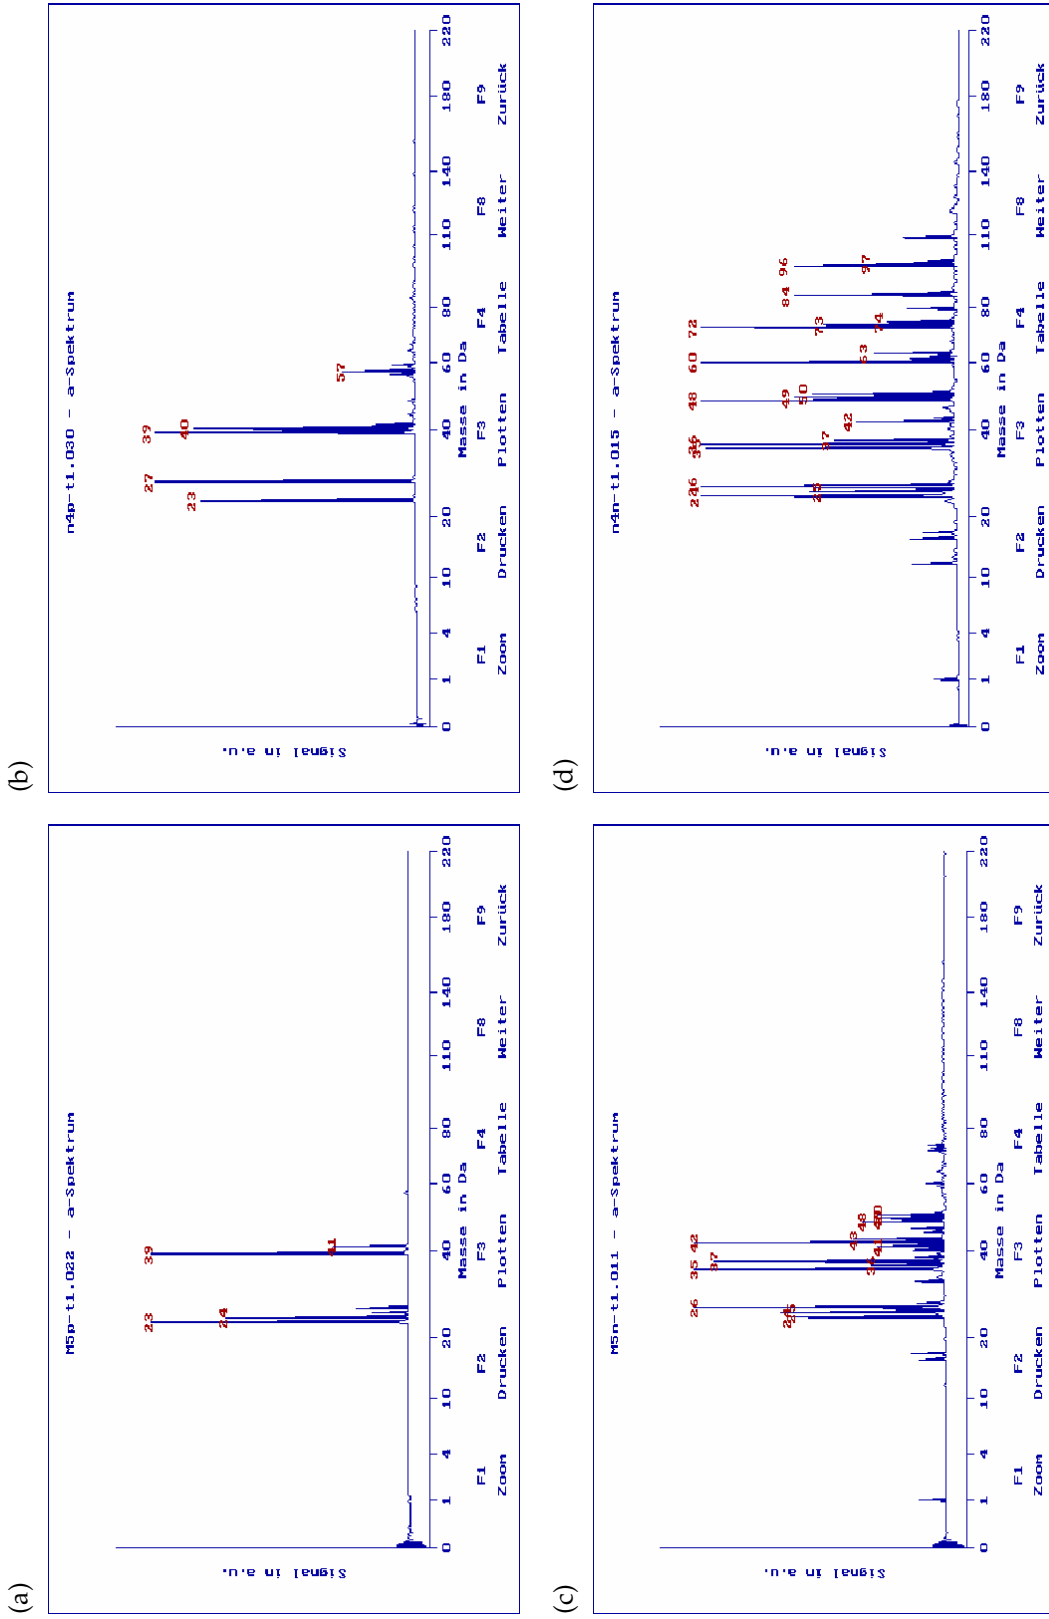 (a)
M5p-t1.022 - a-Spektrum
Signal in a.u.
23
24
39
41
0 1 4 10 20 40 60 80 110 140 180 220
Masse in Da
F1 F2 F3 F4 F8 F9
Zoom Drucken Plotten Tabelle Weiter Zurück
(b)
n4p-t1.030 - a-Spektrum
Signal in a.u.
23
27
39
40
57
0 1 4 10 20 40 60 80 110 140 180 220
Masse in Da
F1 F2 F3 F4 F8 F9
Zoom Drucken Plotten Tabelle Weiter Zurück
(c)
M5n-t1.011 - a-Spektrum
Signal in a.u.
26
35
37
42
43
41
48
0 1 4 10 20 40 60 80 110 140 180 220
Masse in Da
F1 F2 F3 F4 F8 F9
Zoom Drucken Plotten Tabelle Weiter Zurück
(d)
n4n-t1.015 - a-Spektrum
Signal in a.u.
24
26
25
36
37
42
48
49
50
60
63
72
73
74
84
96
97
0 1 4 10 20 40 60 80 110 140 180 220
Masse in Da
F1 F2 F3 F4 F8 F9
Zoom Drucken Plotten Tabelle Weiter Zurück